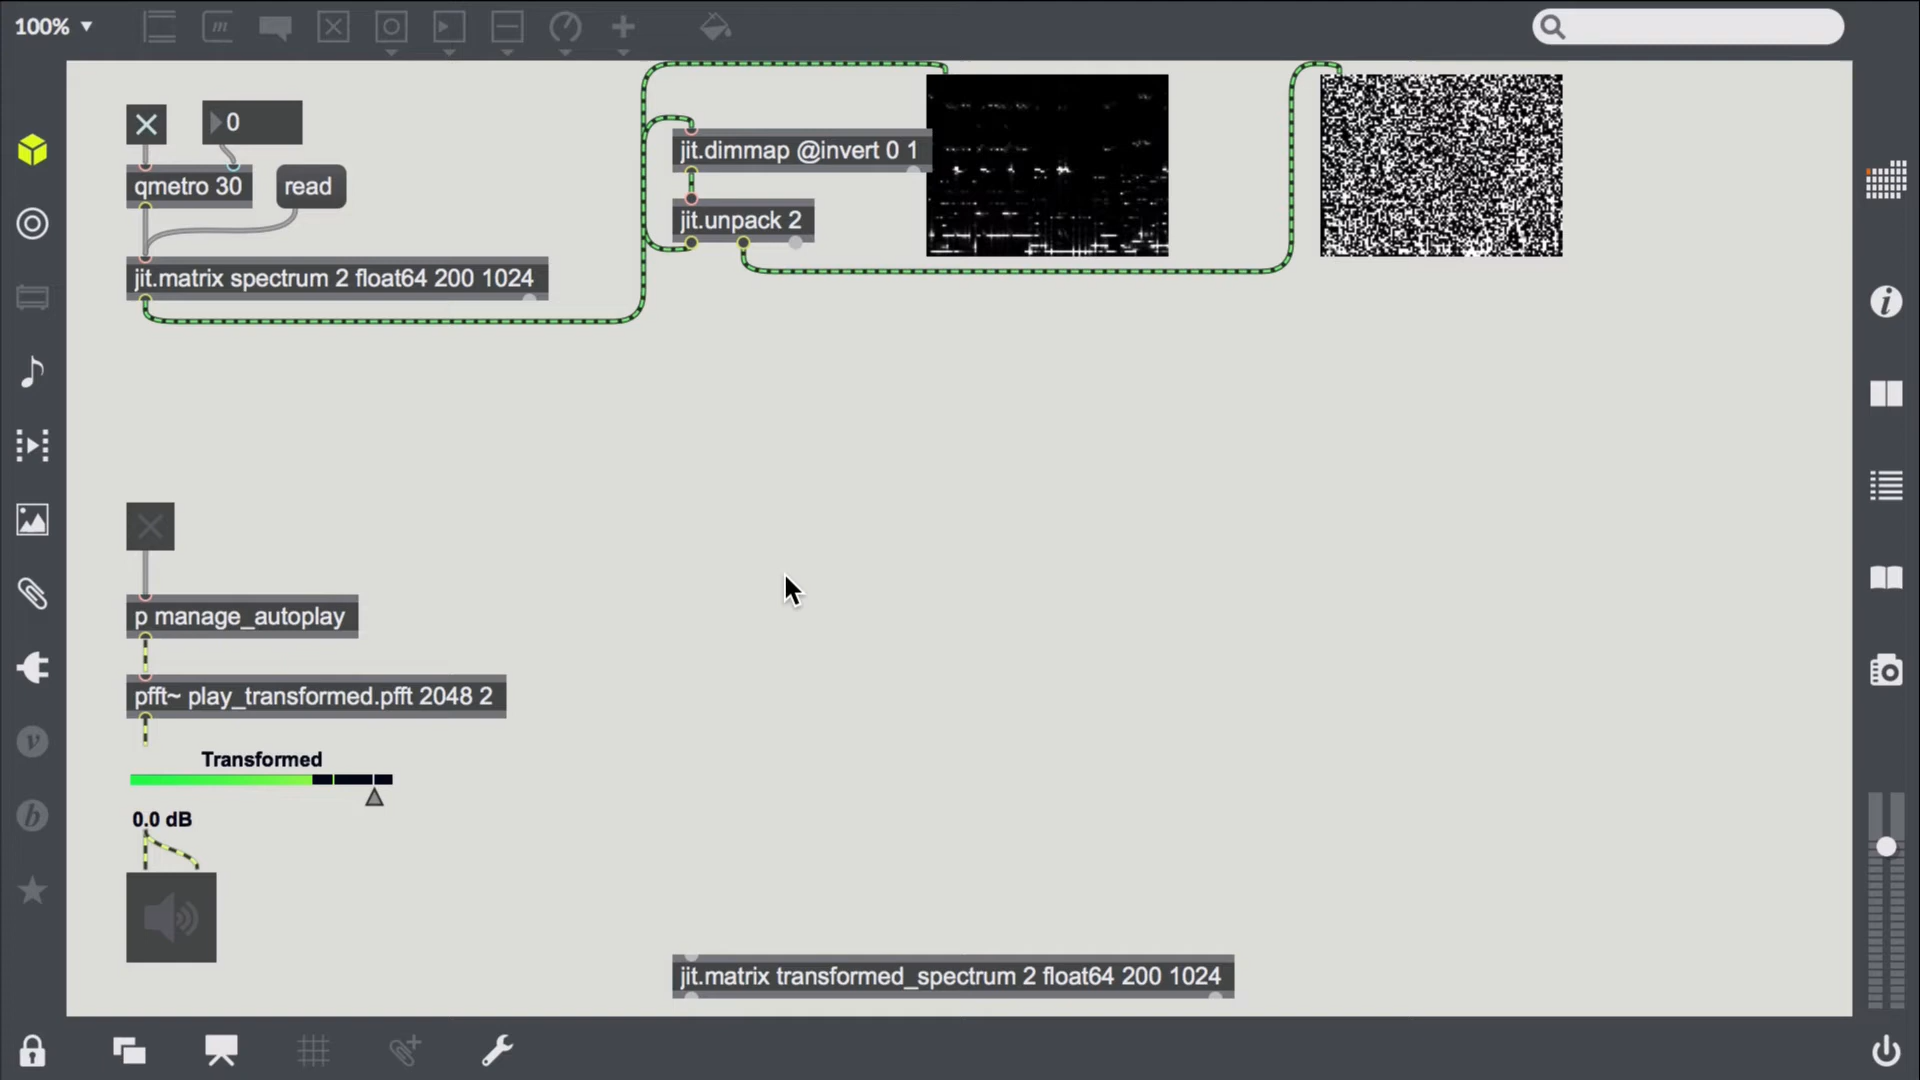 100%
0
qmetro 30
read
jit.matrix spectrum 2 float64 200 1024
jit.dimmap @invert 0 1
jit.unpack 2
p manage_autoplay
pfft~ play_transformed.pfft 2048 2
Transformed
0.0 dB
jit.matrix transformed_spectrum 2 float64 200 1024